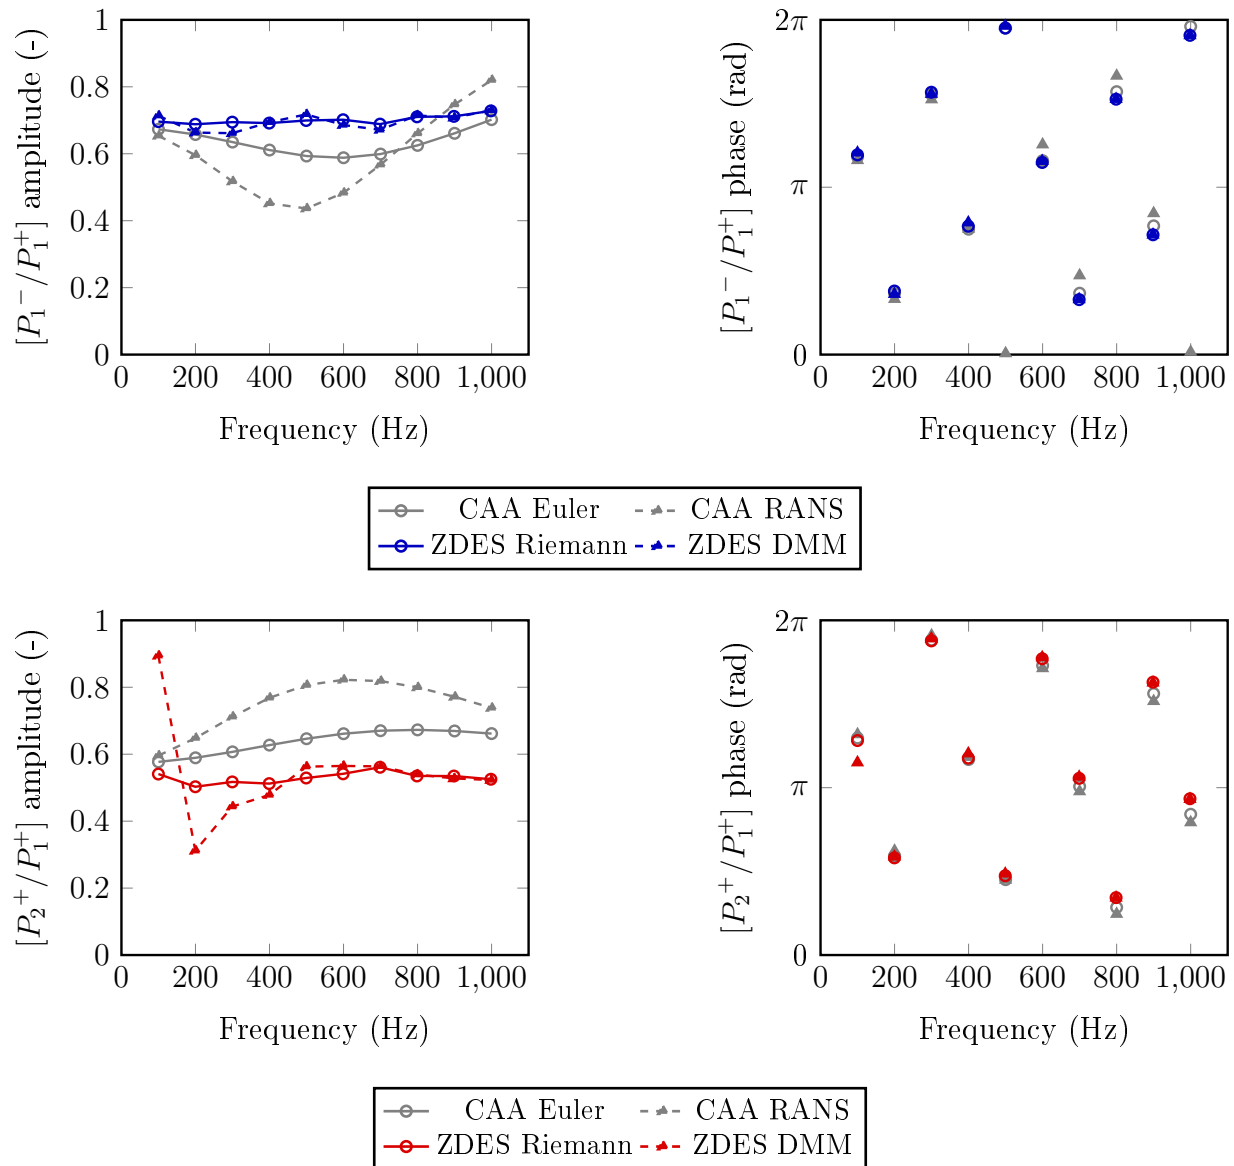 1
0.8
0.6
0.4
0.2
0
0 200 400 600 800 1,000
Frequency (Hz)
[P₁⁻/P₁⁺] amplitude (-)
2π
π
0
0 200 400 600 800 1,000
Frequency (Hz)
[P₁⁻/P₁⁺] phase (rad)
CAA Euler CAA RANS
ZDES Riemann ZDES DMM
1
0.8
0.6
0.4
0.2
0
0 200 400 600 800 1,000
Frequency (Hz)
[P₂⁺/P₁⁺] amplitude (-)
2π
π
0
0 200 400 600 800 1,000
Frequency (Hz)
[P₂⁺/P₁⁺] phase (rad)
CAA Euler CAA RANS
ZDES Riemann ZDES DMM